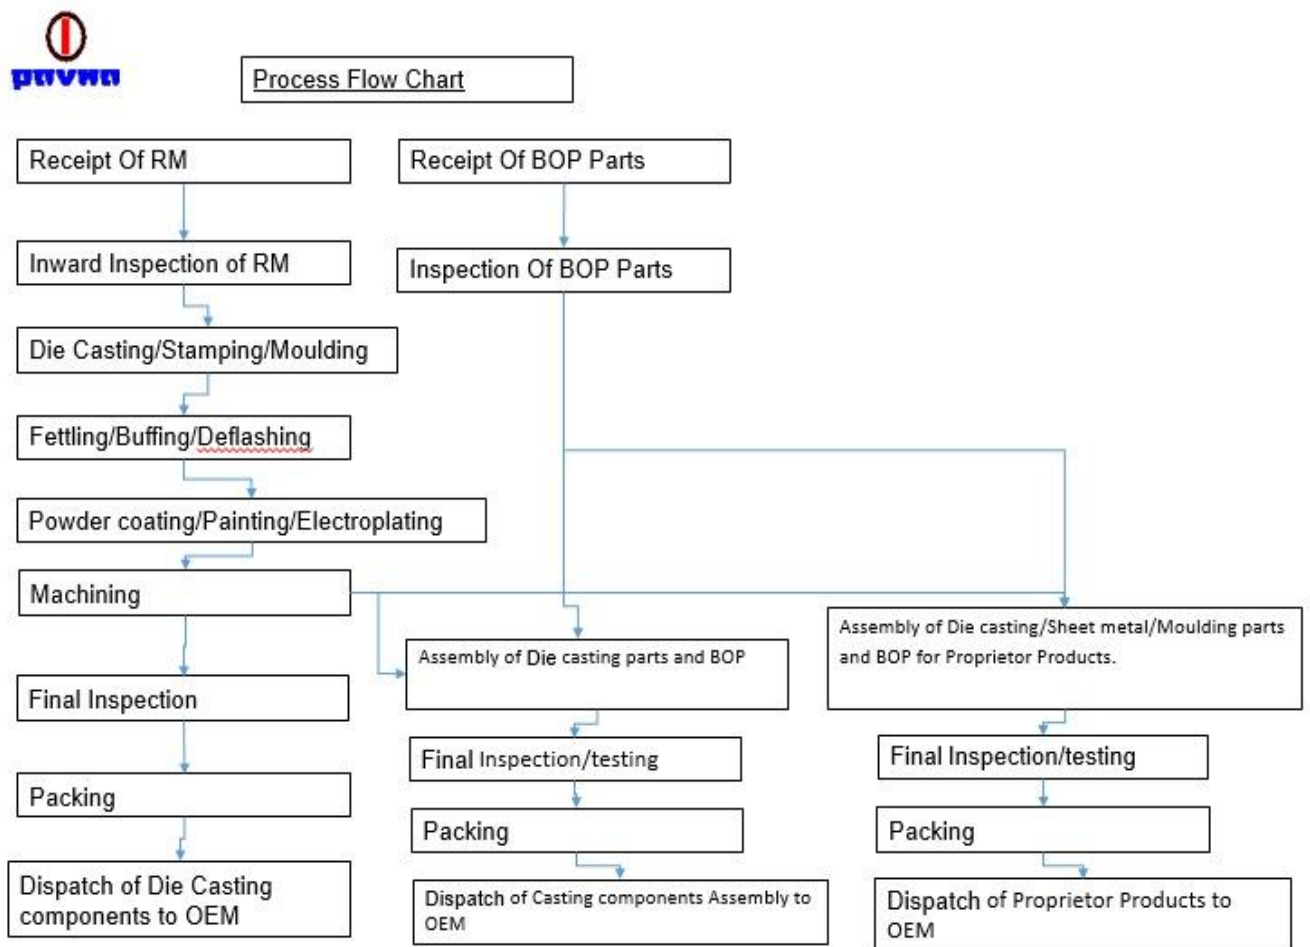 pavna
Process Flow Chart
Receipt Of RM
Receipt Of BOP Parts
Inward Inspection of RM
Inspection Of BOP Parts
Die Casting/Stamping/Moulding
Fettling/Buffing/Deflashing
Powder coating/Painting/Electroplating
Machining
Assembly of Die casting parts and BOP
Assembly of Die casting/Sheet metal/Moulding parts
and BOP for Proprietor Products.
Final Inspection
Final Inspection/testing
Final Inspection/testing
Packing
Packing
Packing
Dispatch of Die Casting
components to OEM
Dispatch of Casting components Assembly to
OEM
Dispatch of Proprietor Products to
OEM